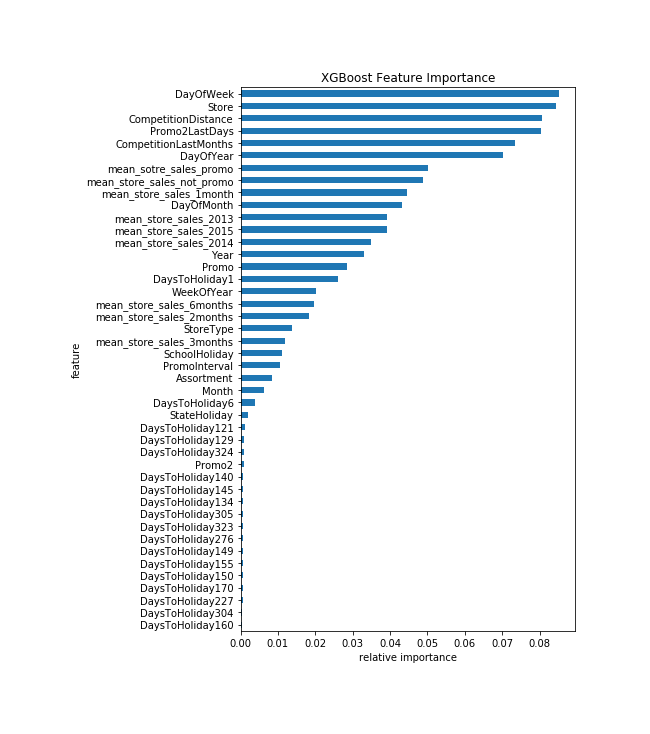 XGBoost Feature Importance
DayOfWeek
Store
CompetitionDistance
Promo2LastDays
CompetitionLastMonths
DayOfYear
mean_sotre_sales_promo
mean_store_sales_not_promo
mean_store_sales_1month
DayOfMonth
mean_store_sales_2013
mean_store_sales_2015
mean_store_sales_2014
Year
Promo
DaysToHoliday1
WeekOfYear
mean_store_sales_6months
mean_store_sales_2months
StoreType
mean_store_sales_3months
SchoolHoliday
PromoInterval
Assortment
Month
DaysToHoliday6
StateHoliday
DaysToHoliday121
DaysToHoliday129
DaysToHoliday324
Promo2
DaysToHoliday140
DaysToHoliday145
DaysToHoliday134
DaysToHoliday305
DaysToHoliday323
DaysToHoliday276
DaysToHoliday149
DaysToHoliday155
DaysToHoliday150
DaysToHoliday170
DaysToHoliday227
DaysToHoliday304
DaysToHoliday160
feature
0.00 0.01 0.02 0.03 0.04 0.05 0.06 0.07 0.08
relative importance